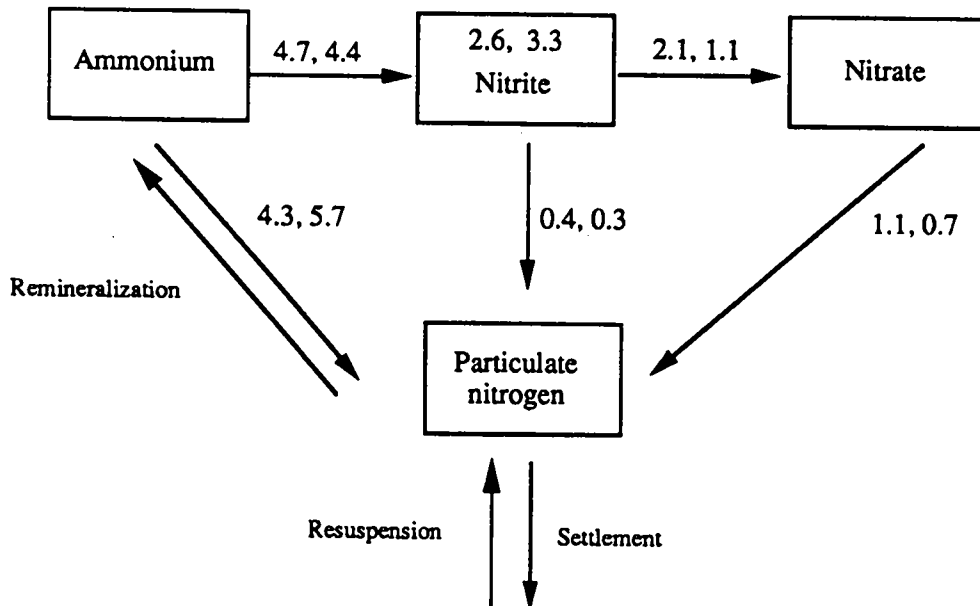 Ammonium
4.7, 4.4
2.6, 3.3
Nitrite
2.1, 1.1
Nitrate
4.3, 5.7
0.4, 0.3
1.1, 0.7
Remineralization
Particulate
nitrogen
Resuspension
Settlement